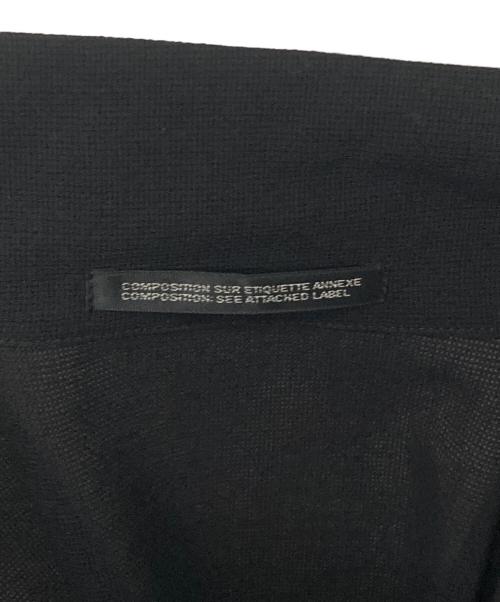 COMPOSITION SUR ETIQUETTE ANNEXE
COMPOSITION: SEE ATTACHED LABEL